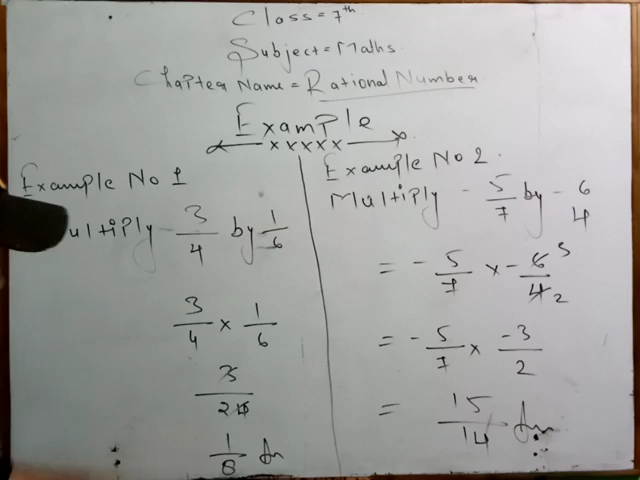 Class = 7th
Subject = Maths
Chapter Name = Rational Number
Example
xxxxx
Example No 1
ultiply 3/4 by 1/6
3/4 × 1/6
3/24
1/8 An
Example No 2
Multiply - 5/7 by - 6/4
= - 5/7 × - 6/4 3 2
= - 5/7 × -3/2
= 15/14 An